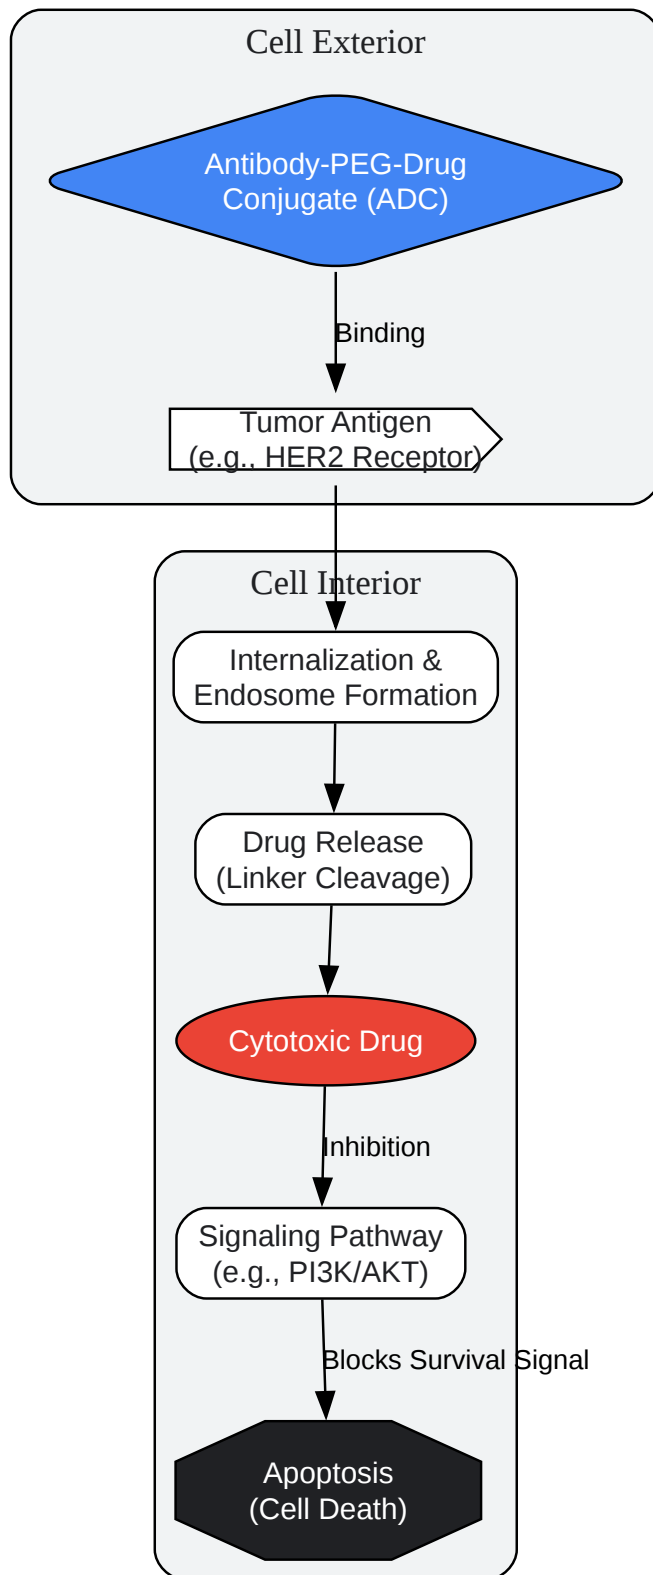 Cell Exterior
Antibody-PEG-Drug
Conjugate (ADC)
Binding
Tumor Antigen
(e.g., HER2 Receptor)
Cell Interior
Internalization &
Endosome Formation
Drug Release
(Linker Cleavage)
Cytotoxic Drug
Inhibition
Signaling Pathway
(e.g., PI3K/AKT)
Blocks Survival Signal
Apoptosis
(Cell Death)